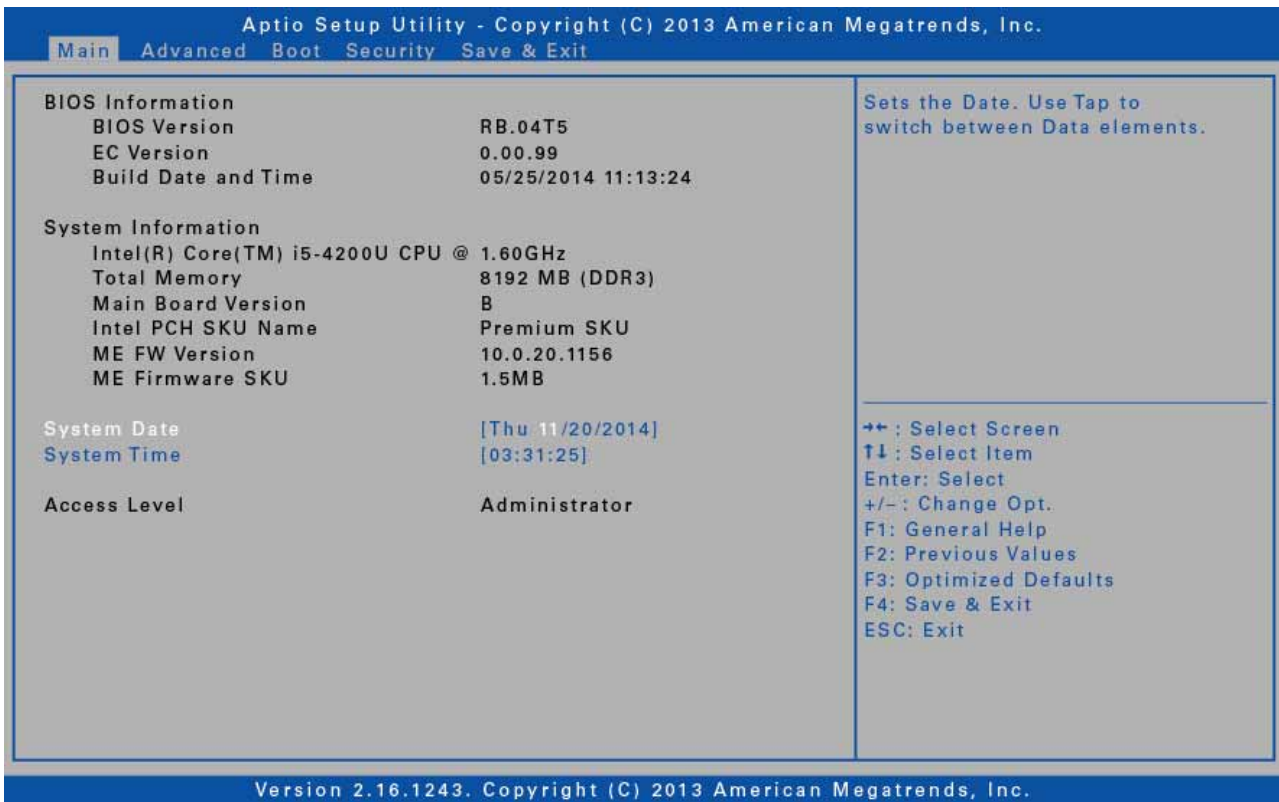 Aptio Setup Utility - Copyright (C) 2013 American Megatrends, Inc.
Main Advanced Boot Security Save & Exit
BIOS Information
BIOS Version RB.04T5
EC Version 0.00.99
Build Date and Time 05/25/2014 11:13:24
System Information
Intel(R) Core(TM) i5-4200U CPU @ 1.60GHz
Total Memory 8192 MB (DDR3)
Main Board Version B
Intel PCH SKU Name Premium SKU
ME FW Version 10.0.20.1156
ME Firmware SKU 1.5MB
System Date [Thu 11/20/2014]
System Time [03:31:25]
Access Level Administrator
Sets the Date. Use Tap to
switch between Data elements.
→←: Select Screen
↑↓: Select Item
Enter: Select
+/–: Change Opt.
F1: General Help
F2: Previous Values
F3: Optimized Defaults
F4: Save & Exit
ESC: Exit
Version 2.16.1243. Copyright (C) 2013 American Megatrends, Inc.